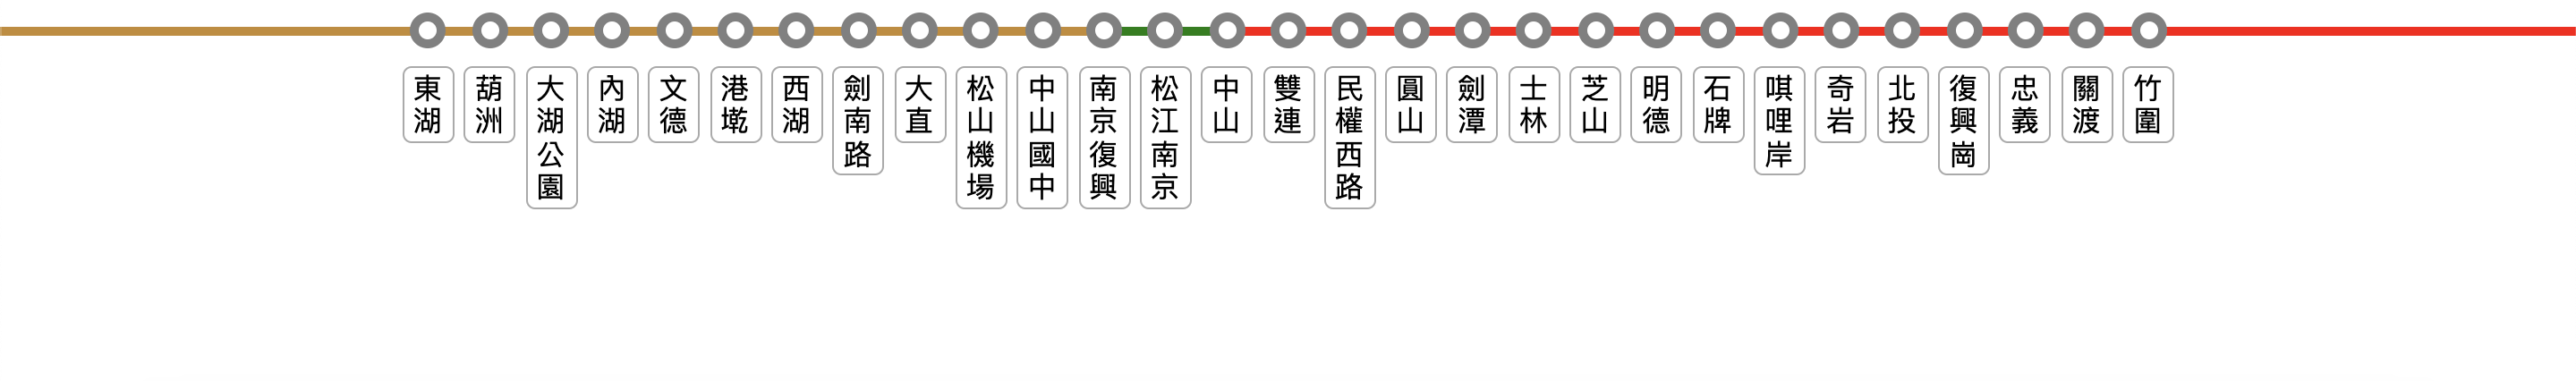 東湖
葫洲
大湖公園
內湖
文德
港墘
西湖
劍南路
大直
松山機場
中山國中
南京復興
松江南京
中山
雙連
民權西路
圓山
劍潭
士林
芝山
明德
石牌
唭哩岸
奇岩
北投
復興崗
忠義
關渡
竹圍